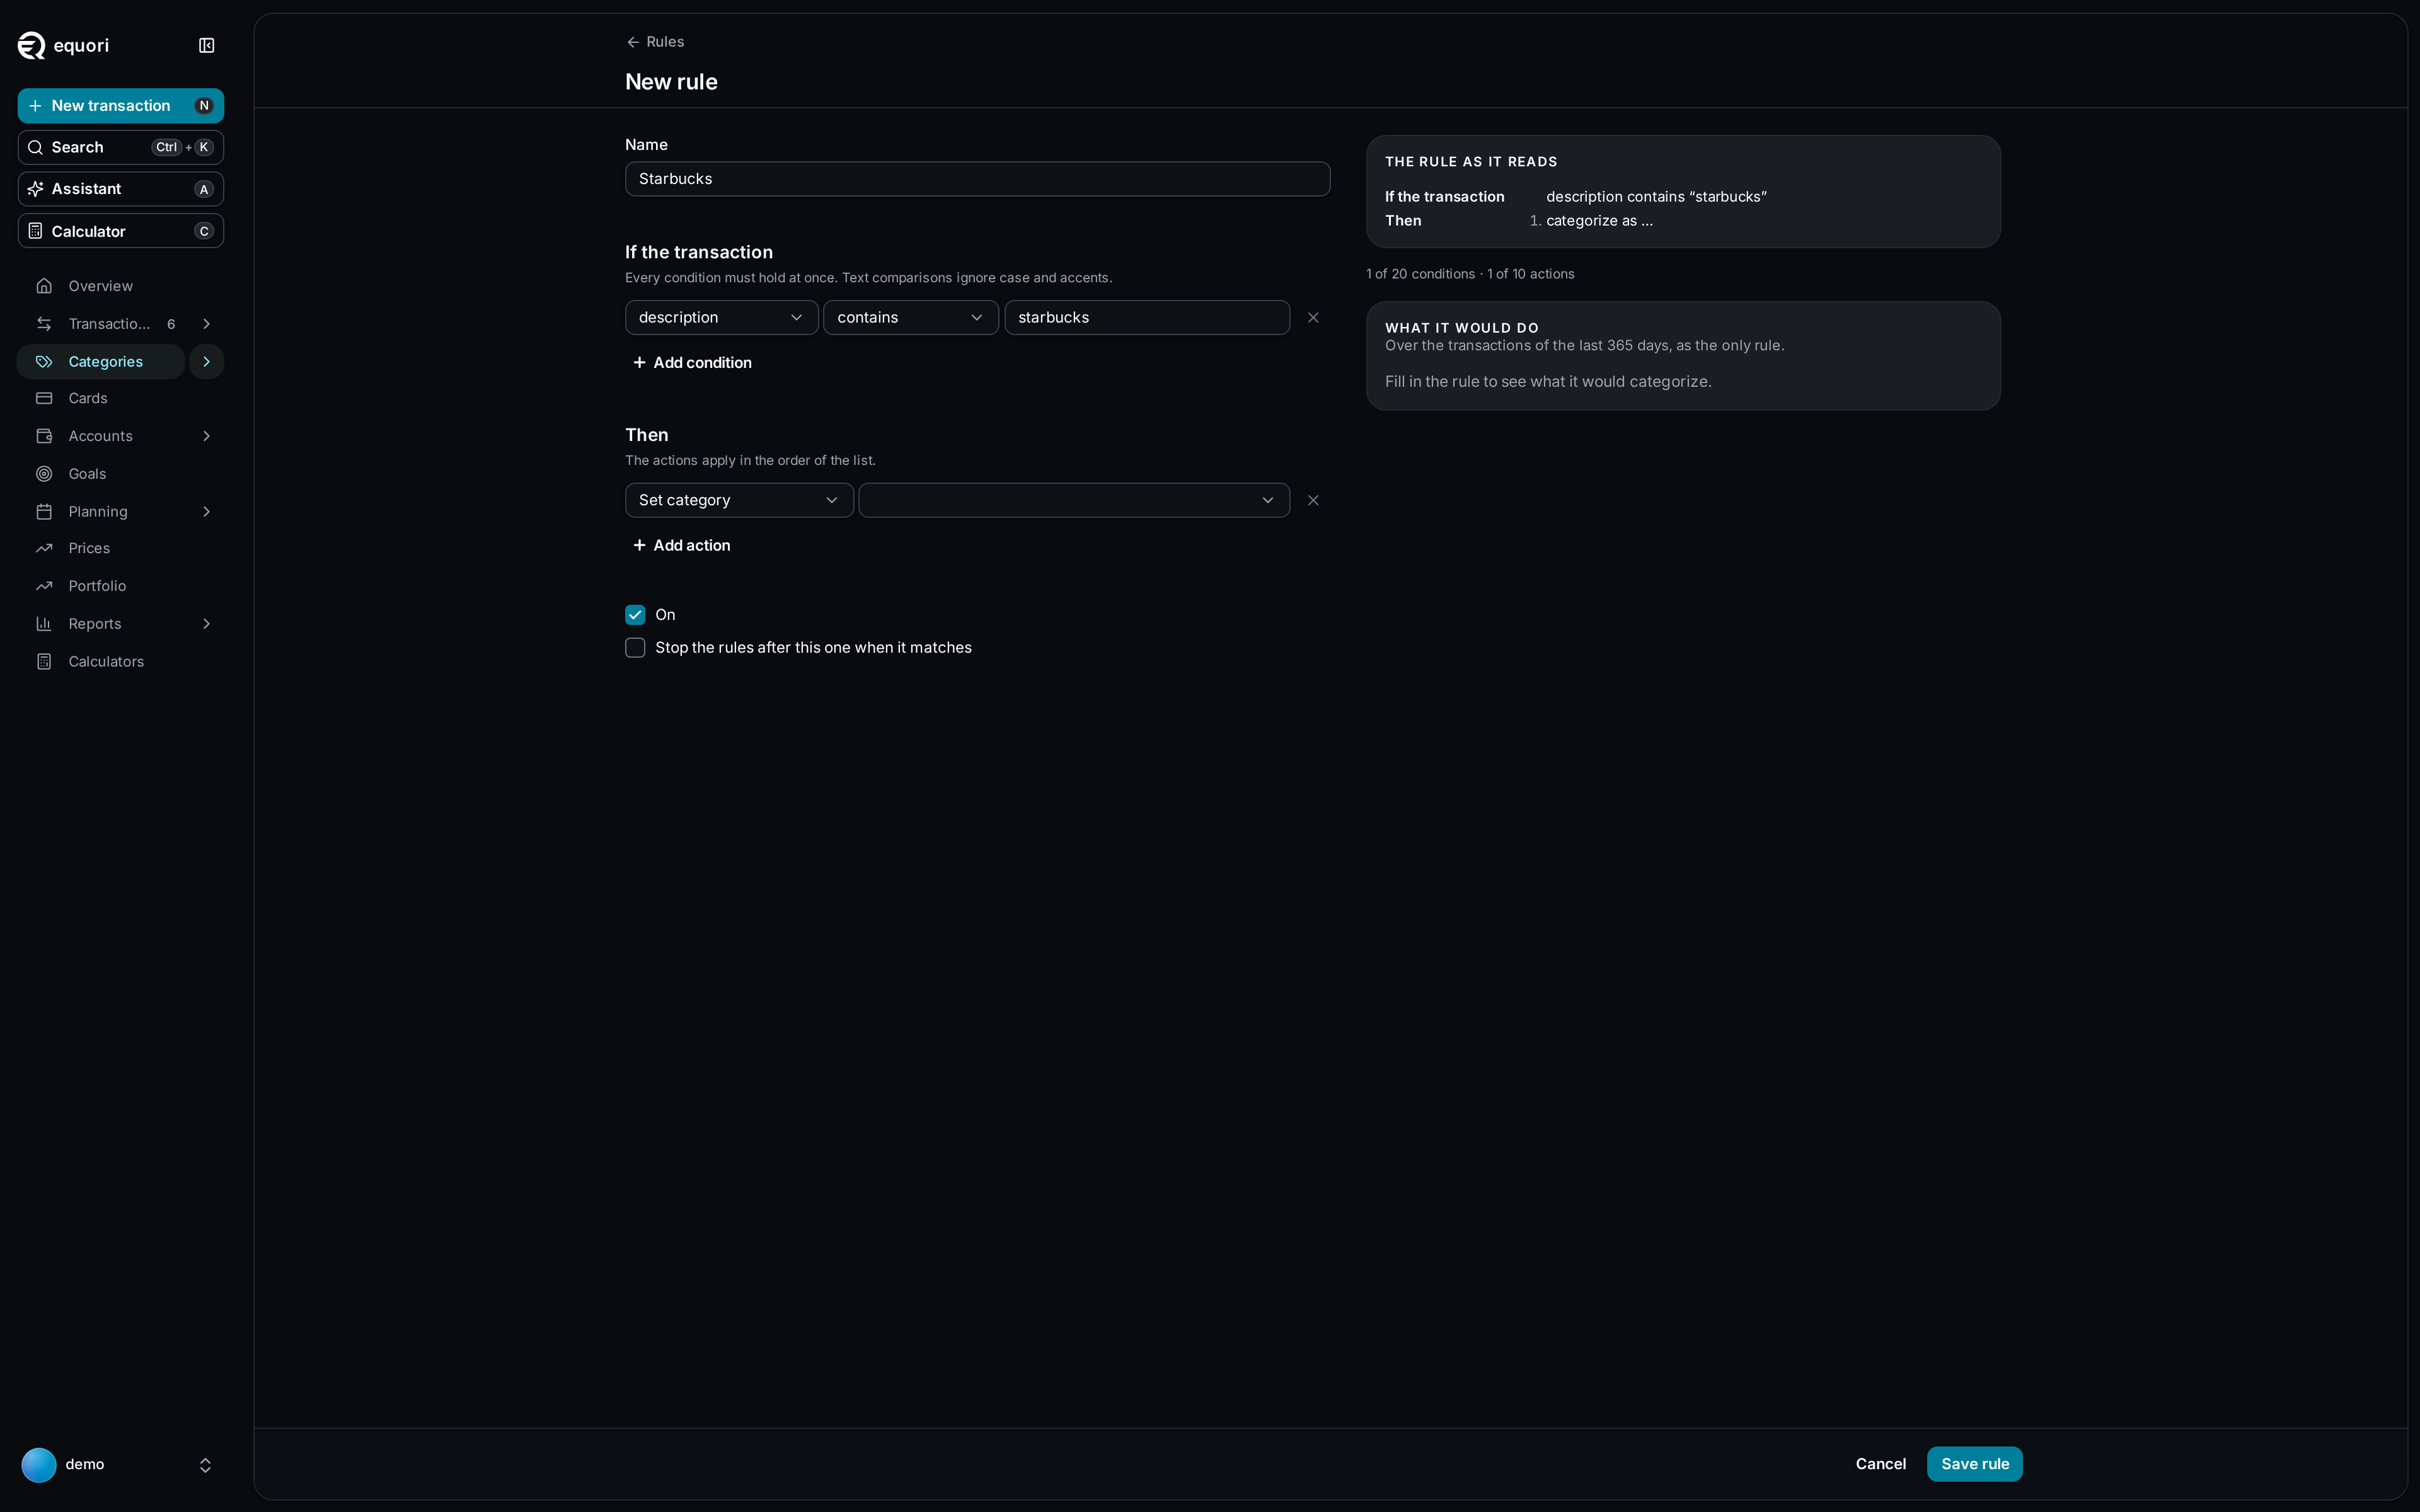 equori
New transaction N
Search Ctrl + K
Assistant A
Calculator C
Overview
Transactio... 6
Categories
Cards
Accounts
Goals
Planning
Prices
Portfolio
Reports
Calculators
demo
Rules
New rule
Name
Starbucks
If the transaction
Every condition must hold at once. Text comparisons ignore case and accents.
description contains starbucks
Add condition
Then
The actions apply in the order of the list.
Set category
Add action
On
Stop the rules after this one when it matches
THE RULE AS IT READS
If the transaction description contains “starbucks”
Then 1. categorize as ...
1 of 20 conditions · 1 of 10 actions
WHAT IT WOULD DO
Over the transactions of the last 365 days, as the only rule.
Fill in the rule to see what it would categorize.
Cancel Save rule